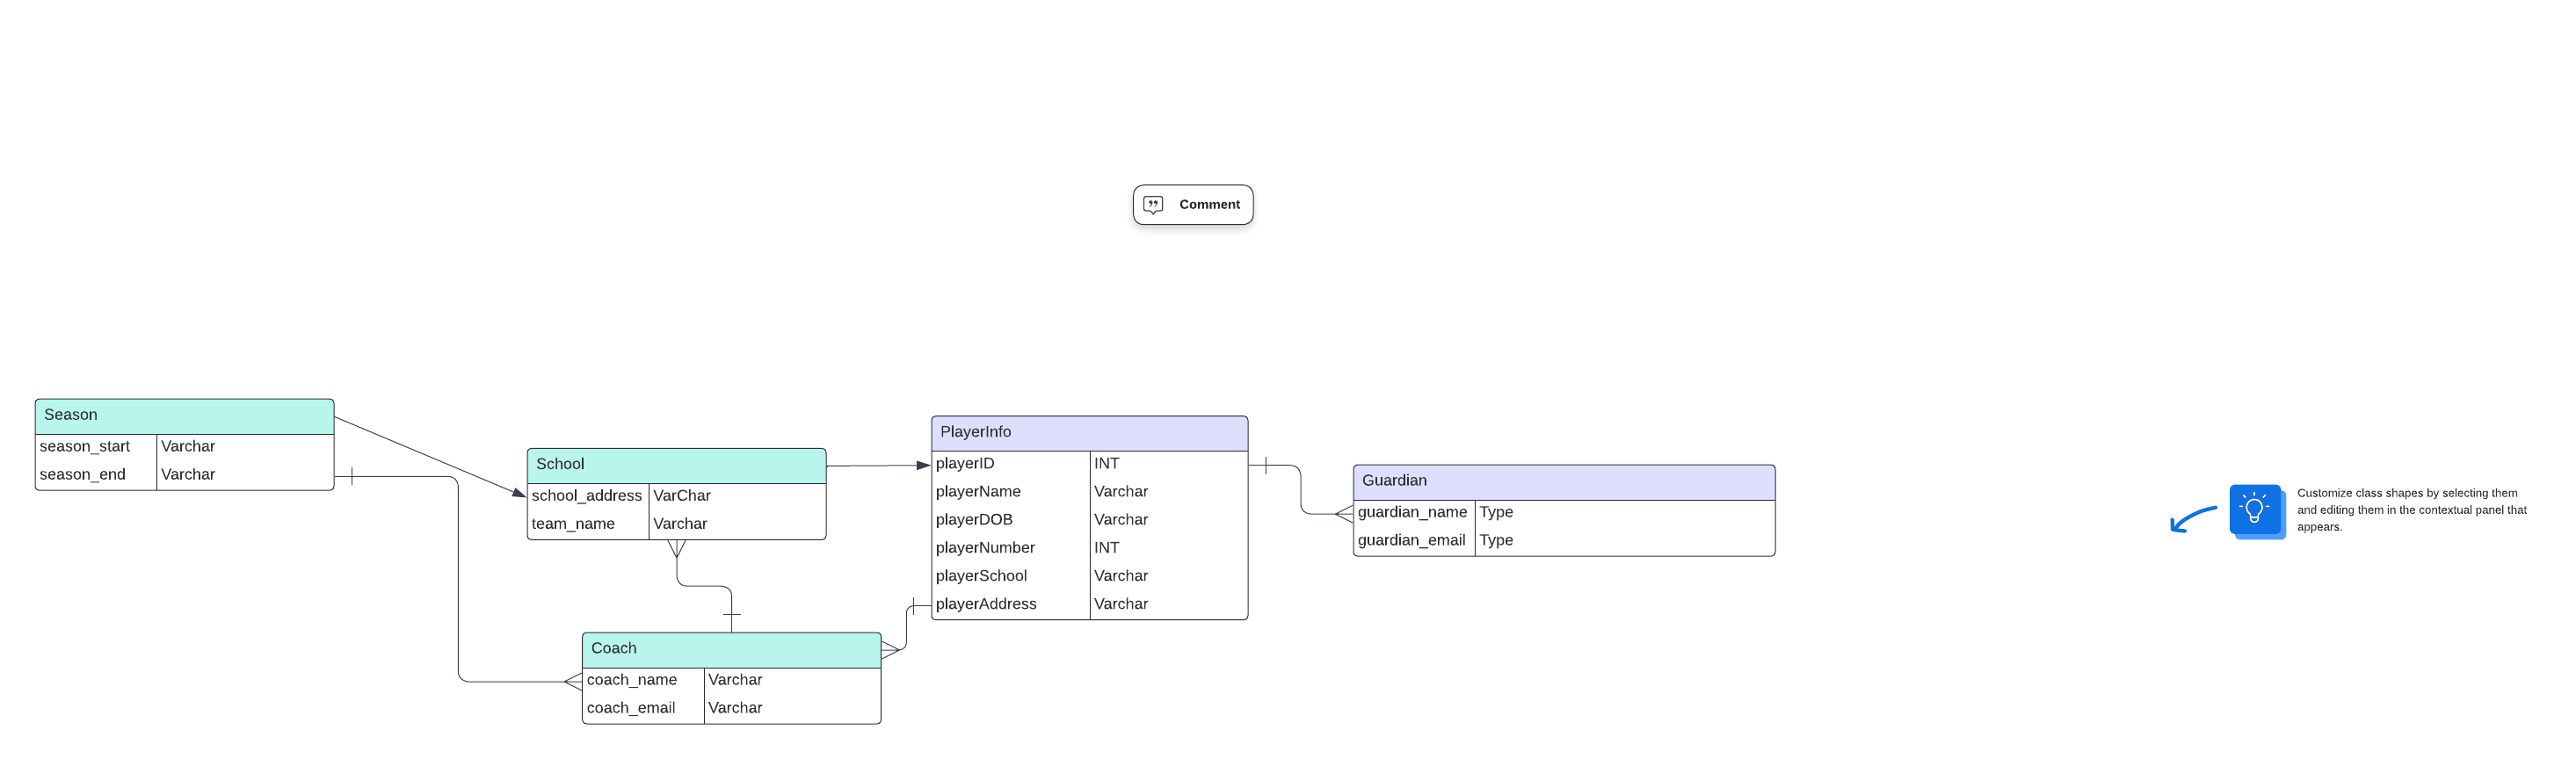 Comment
Season
season_start Varchar
season_end Varchar
School
school_address VarChar
team_name Varchar
PlayerInfo
playerID INT
playerName Varchar
playerDOB Varchar
playerNumber INT
playerSchool Varchar
playerAddress Varchar
Guardian
guardian_name Type
guardian_email Type
Coach
coach_name Varchar
coach_email Varchar
Customize class shapes by selecting them
and editing them in the contextual panel that
appears.